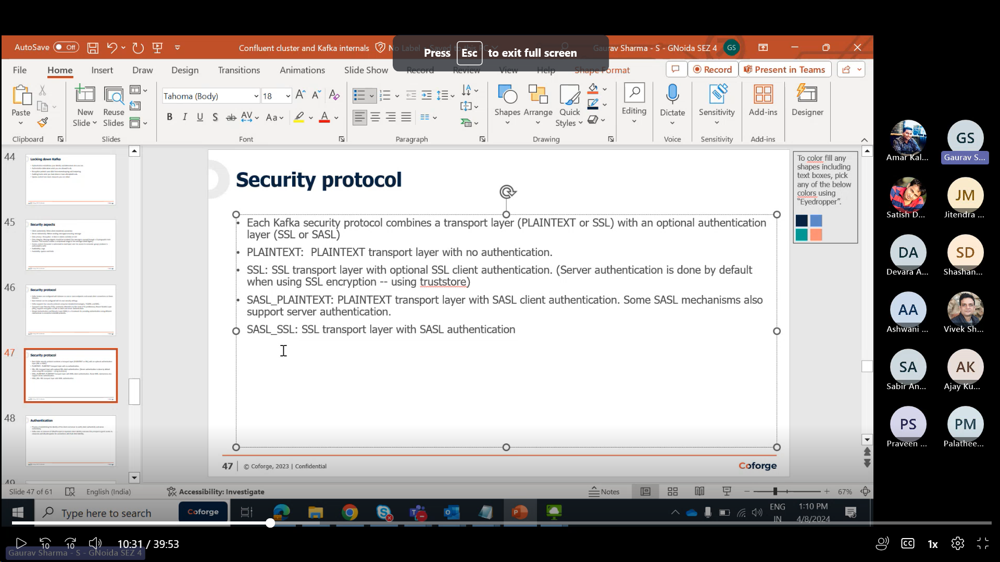 AutoSave Off
Confluent cluster and Kafka internals
Press Esc to exit full screen
Gaurav Sharma - S - GNoida SEZ 4 GS
File Home Insert Draw Design Transitions Animations Slide Show Record Review View Help Shape Format
Record Present in Teams
Paste
New Slide
Reuse Slides
Tahoma (Body) 18
Shapes Arrange Quick Styles
Editing Dictate Sensitivity Add-ins Designer
Clipboard Slides Font Paragraph Drawing Voice Sensitivity Add-ins
44
Locking down Kafka
45
Security aspects
46
Security protocol
47
Security protocol
48
Authentication
49
Security protocol
• Each Kafka security protocol combines a transport layer (PLAINTEXT or SSL) with an optional authentication
layer (SSL or SASL)
• PLAINTEXT:  PLAINTEXT transport layer with no authentication.
• SSL: SSL transport layer with optional SSL client authentication. (Server authentication is done by default
when using SSL encryption -- using truststore)
• SASL_PLAINTEXT: PLAINTEXT transport layer with SASL client authentication. Some SASL mechanisms also
support server authentication.
SASL_SSL: SSL transport layer with SASL authentication
47 | © Coforge, 2023 | Confidential
Coforge
To color fill any
shapes including
text boxes, pick
any of the below
colors using
“Eyedropper”.
Amar Kal...
GS
Gaurav S...
Satish D...
JM
Jitendra ...
DA
Devara A...
SD
Shashan...
AA
Ashwani ...
Vivek Sh...
SA
Sabir An...
AK
Ajay Ku...
PS
Praveen ...
PM
Palathee...
Slide 47 of 61
English (India)
Accessibility: Investigate
Notes
67%
Type here to search
Coforge
ENG
IN
1:10 PM
4/8/2024
10 10
10:31 / 39:53
CC
1x
Gaurav Sharma - S - GNoida SEZ 4